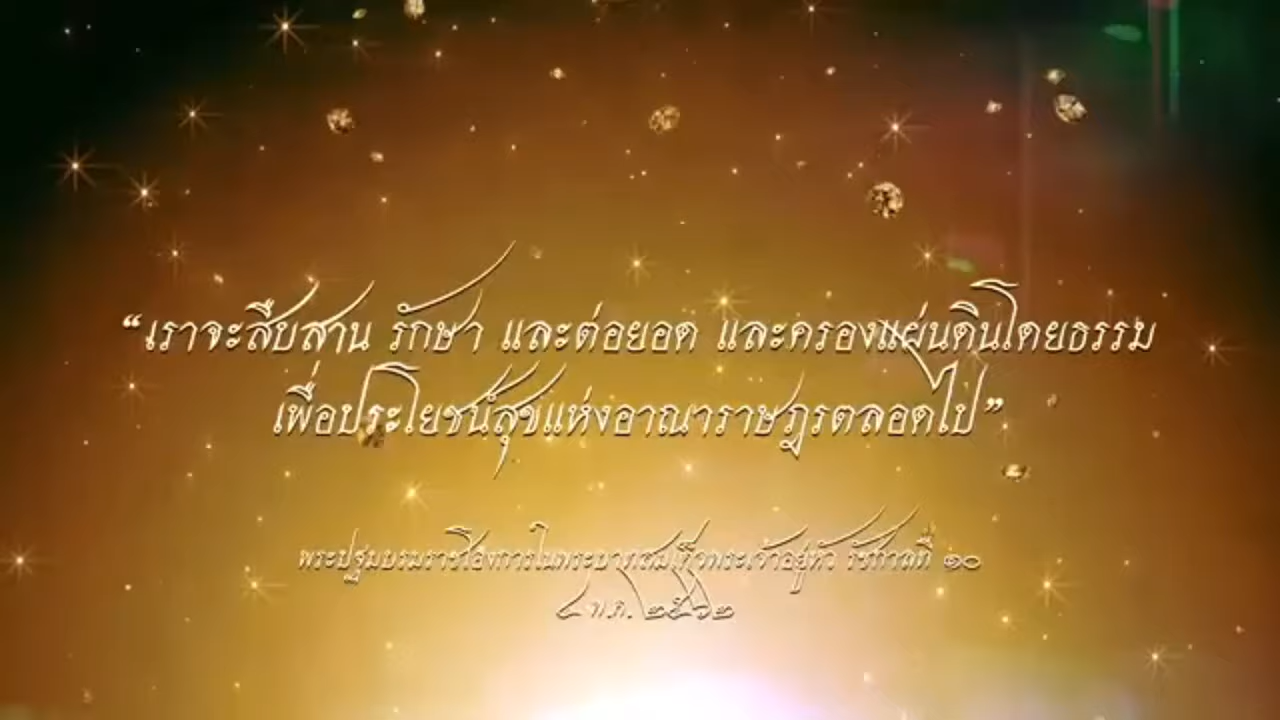 “เราจะสืบสาน รักษา และต่อยอด และครองแผ่นดินโดยธรรม
เพื่อประโยชน์สุขแห่งอาณาราษฎรตลอดไป”
พระปฐมบรมราชโองการในพระบาทสมเด็จพระเจ้าอยู่หัว รัชกาลที่ ๑๐
๔ พ.ค. ๒๕๖๒